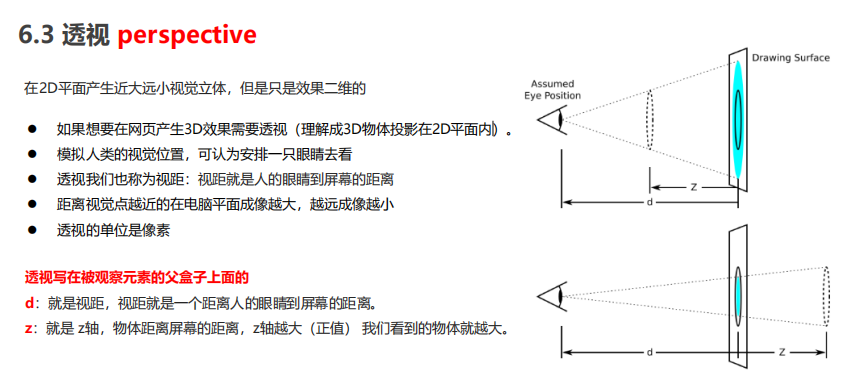 6.3 透视 perspective
在2D平面产生近大远小视觉立体，但是只是效果二维的
● 如果想要在网页产生3D效果需要透视（理解成3D物体投影在2D平面内）。
● 模拟人类的视觉位置，可认为安排一只眼睛去看
● 透视我们也称为视距：视距就是人的眼睛到屏幕的距离
● 距离视觉点越近的在电脑平面成像越大，越远成像越小
● 透视的单位是像素
透视写在被观察元素的父盒子上面的
d：就是视距，视距就是一个距离人的眼睛到屏幕的距离。
z：就是 z轴，物体距离屏幕的距离，z轴越大（正值） 我们看到的物体就越大。
Drawing Surface
Assumed
Eye Position
Z
d
d
Z